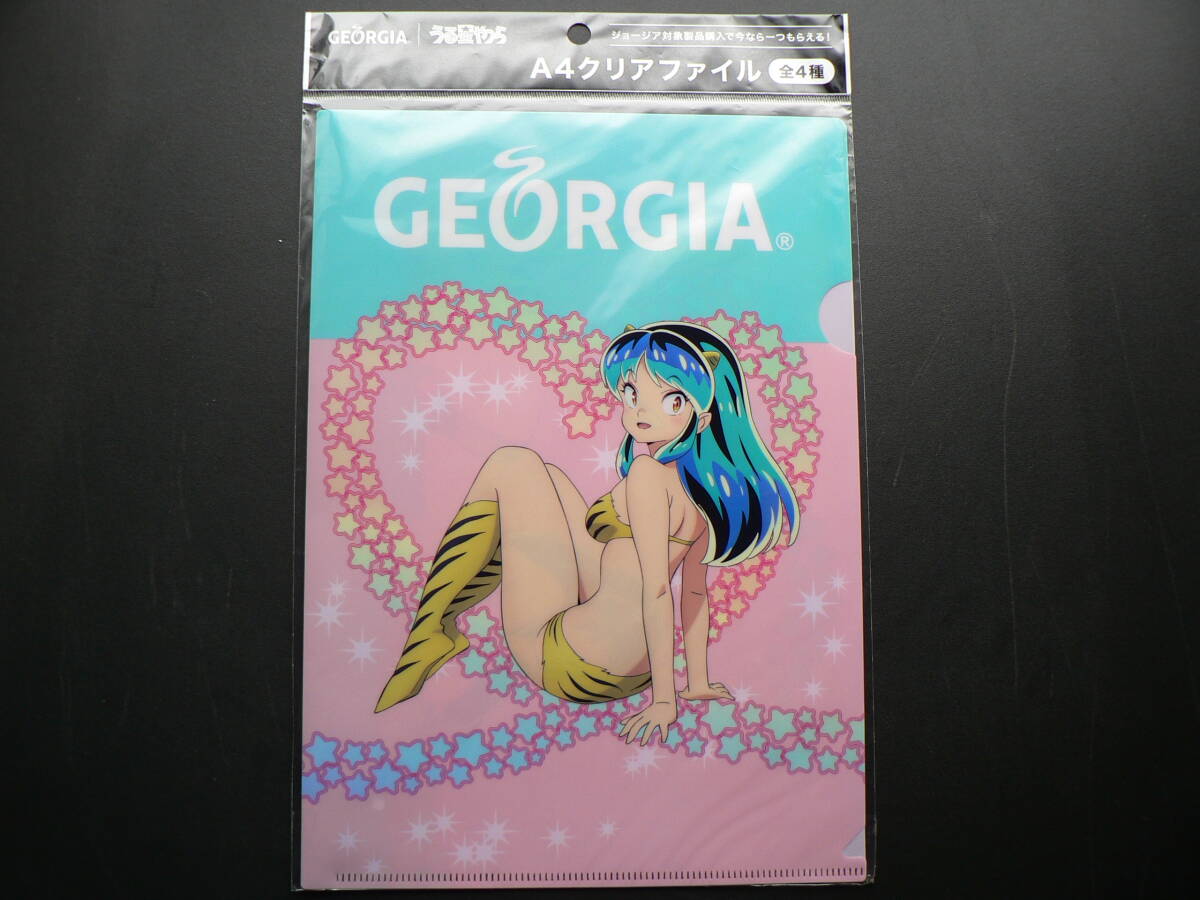 GEORGIA うる星やつら ジョージア対象製品購入で今なら一つもらえる!
A4クリアファイル 全4種
GEORGIA®